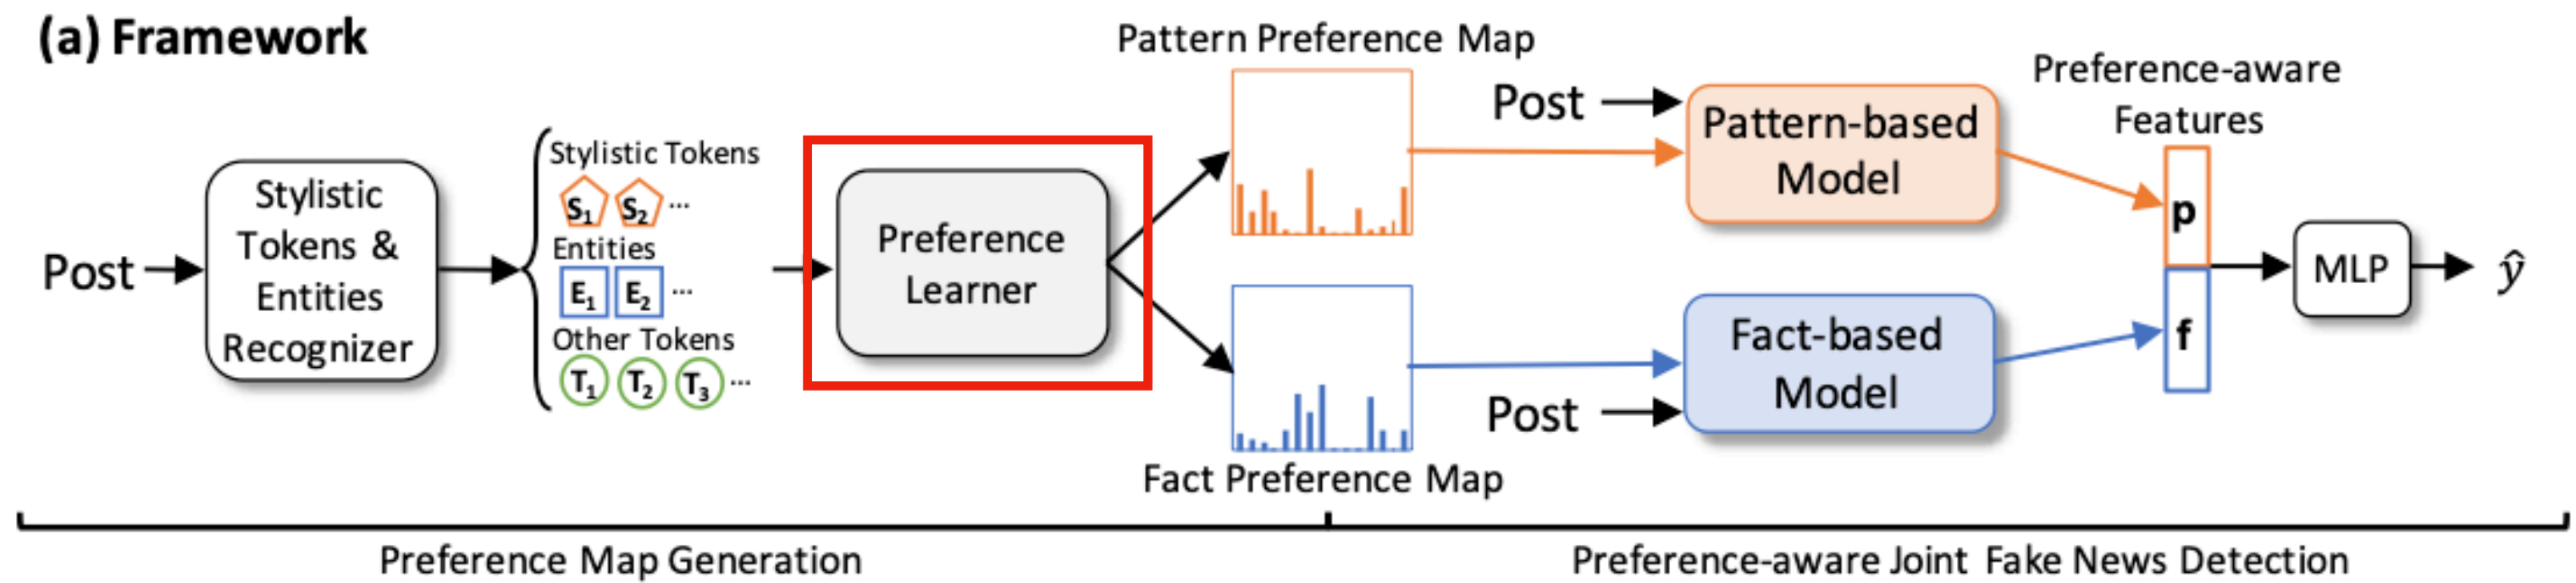 (a) Framework
Post
Stylistic
Tokens &
Entities
Recognizer
Stylistic Tokens
S₁ S₂ ...
Entities
E₁ E₂ ...
Other Tokens
T₁ T₂ T₃ ...
Preference
Learner
Pattern Preference Map
Fact Preference Map
Post
Pattern-based
Model
Fact-based
Model
Post
Preference-aware
Features
p
f
MLP
ŷ
Preference Map Generation
Preference-aware Joint Fake News Detection